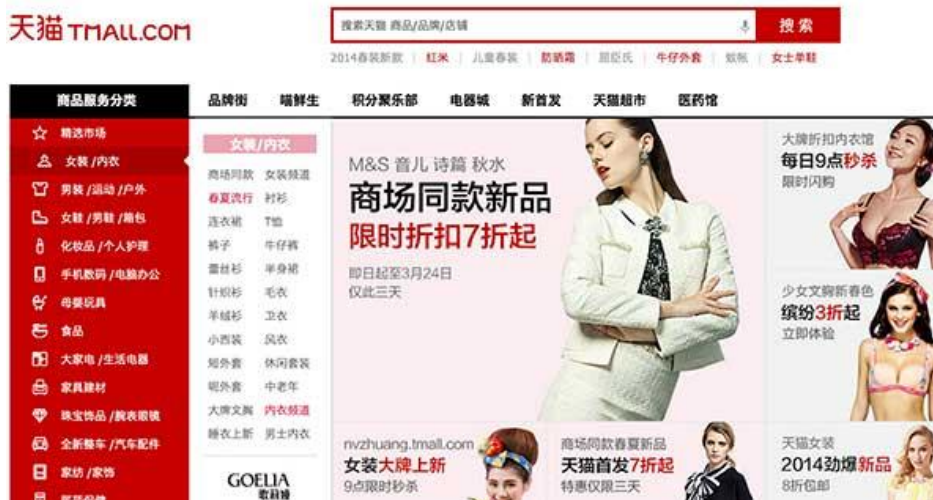 天猫 TMALL.COM
搜索天猫 商品/品牌/店铺
搜索
2014春装新款 | 红米 | 儿童春装 | 防晒霜 | 屈臣氏 | 牛仔外套 | 蚊帐 | 女士单鞋
商品服务分类
品牌街 喵鲜生 积分聚乐部 电器城 新首发 天猫超市 医药馆
精选市场
女装/内衣
男装/运动/户外
女鞋/男鞋/箱包
化妆品/个人护理
手机数码/电脑办公
母婴玩具
食品
大家电/生活电器
家具建材
珠宝饰品/腕表眼镜
全新整车/汽车配件
家纺/家饰
女装/内衣
商场同款 女装频道
春夏流行 衬衫
连衣裙 T恤
裤子 牛仔裤
蕾丝衫 半身裙
针织衫 毛衣
羊绒衫 卫衣
小西装 风衣
短外套 休闲套装
呢外套 中老年
大牌文胸 内衣频道
睡衣上新 男士内衣
GOELIA
歌莉娅
M&S 音儿 诗篇 秋水
商场同款新品
限时折扣7折起
即日起至3月24日
仅此三天
大牌折扣内衣馆
每日9点秒杀
限时闪购
少女文胸新春色
缤纷3折起
立即体验
nvzhuang.tmall.com
女装大牌上新
9点限时秒杀
商场同款春夏新品
天猫首发7折起
特惠仅限三天
天猫女装
2014劲爆新品
8折包邮